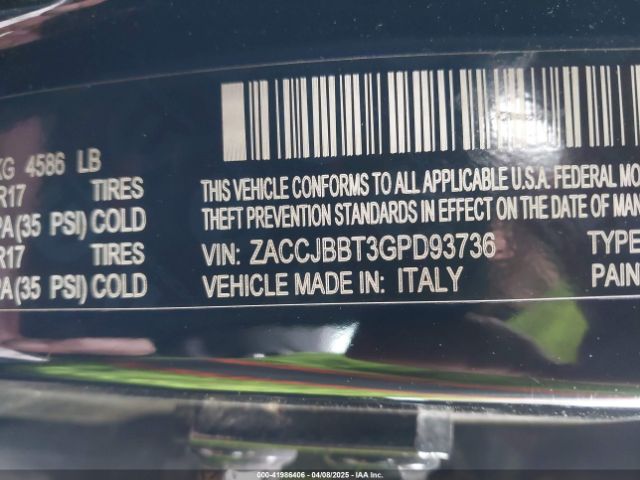 KG 4586 LB
R17 TIRES
PA (35 PSI) COLD
R17 TIRES
PA (35 PSI) COLD
THIS VEHICLE CONFORMS TO ALL APPLICABLE U.S.A. FEDERAL MO
THEFT PREVENTION STANDARDS IN EFFECT ON THE DATE OF MAN
VIN: ZACCJBBT3GPD93736 TYPE
VEHICLE MADE IN: ITALY PAIN
000-41986406 - 04/08/2025 - IAA Inc.